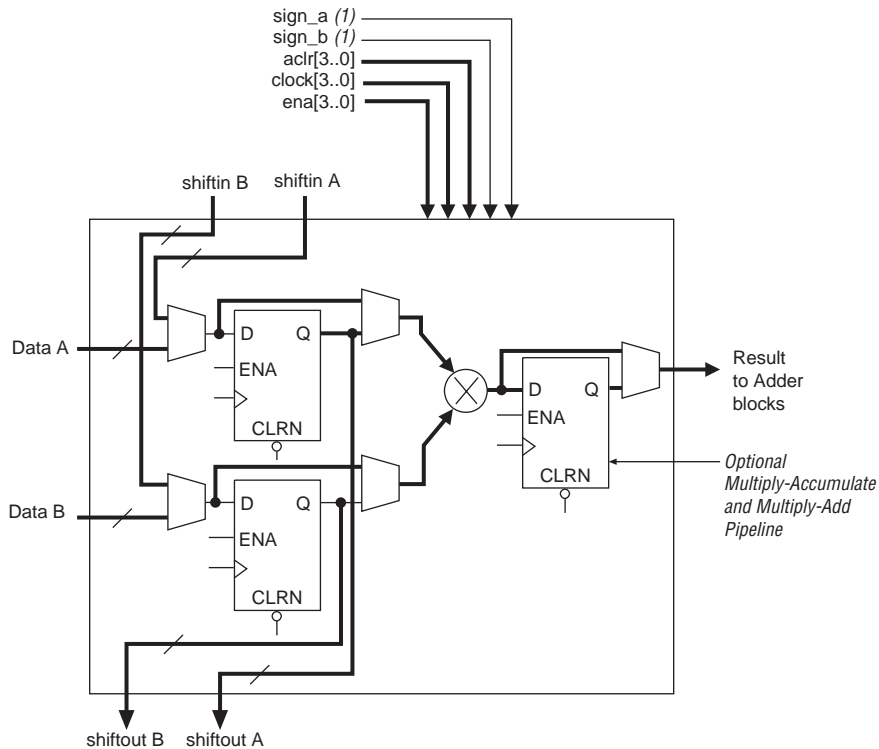 sign_a (1)
sign_b (1)
aclr[3..0]
clock[3..0]
ena[3..0]
shiftin B
shiftin A
D
Q
ENA
CLRN
Data A
D
Q
ENA
CLRN
Data B
D
Q
ENA
CLRN
Result
to Adder
blocks
Optional
Multiply-Accumulate
and Multiply-Add
Pipeline
shiftout B
shiftout A